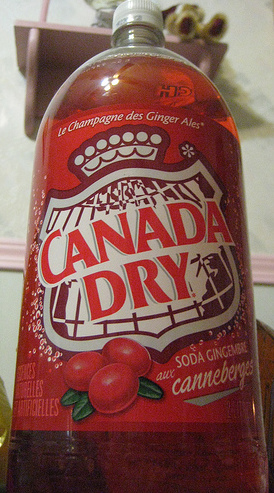 Le Champagne des Ginger Ales*
CANADA
DRY
SODA GINGEMBRE
aux canneberges